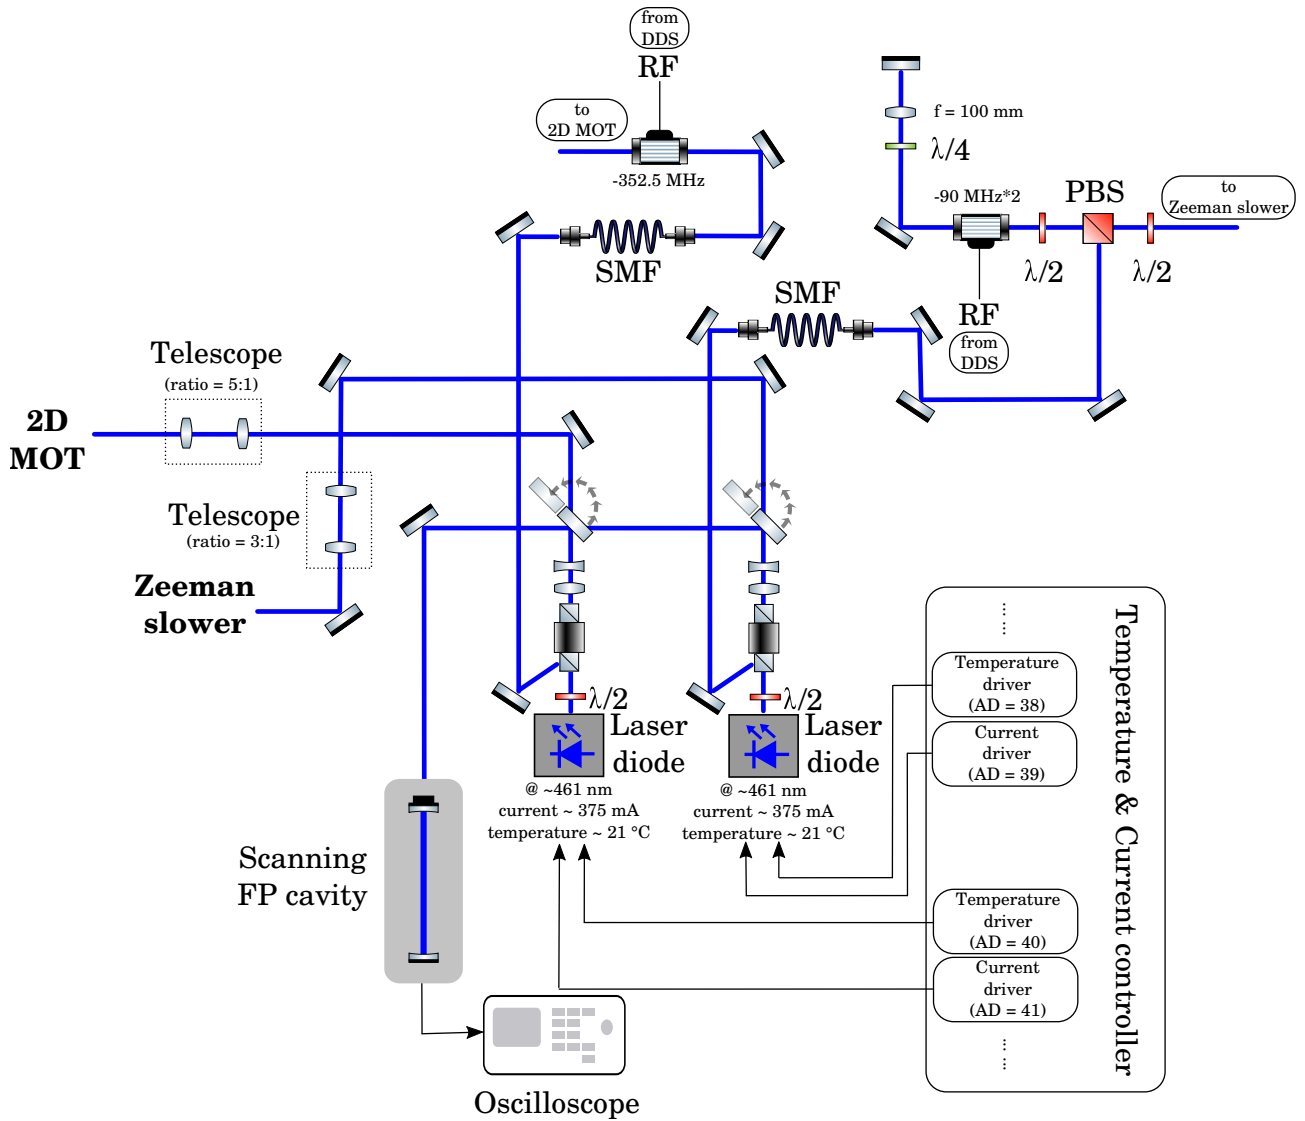 from
DDS
RF
to
2D MOT
-352.5 MHz
SMF
f = 100 mm
λ/4
-90 MHz*2
PBS
to
Zeeman slower
λ/2
λ/2
RF
from
DDS
SMF
Telescope
(ratio = 5:1)
2D
MOT
Telescope
(ratio = 3:1)
Zeeman
slower
λ/2
Laser
diode
@ ~461 nm
current ~ 375 mA
temperature ~ 21 °C
λ/2
Laser
diode
@ ~461 nm
current ~ 375 mA
temperature ~ 21 °C
Temperature & Current controller
......
Temperature
driver
(AD = 38)
Current
driver
(AD = 39)
Temperature
driver
(AD = 40)
Current
driver
(AD = 41)
......
Scanning
FP cavity
Oscilloscope